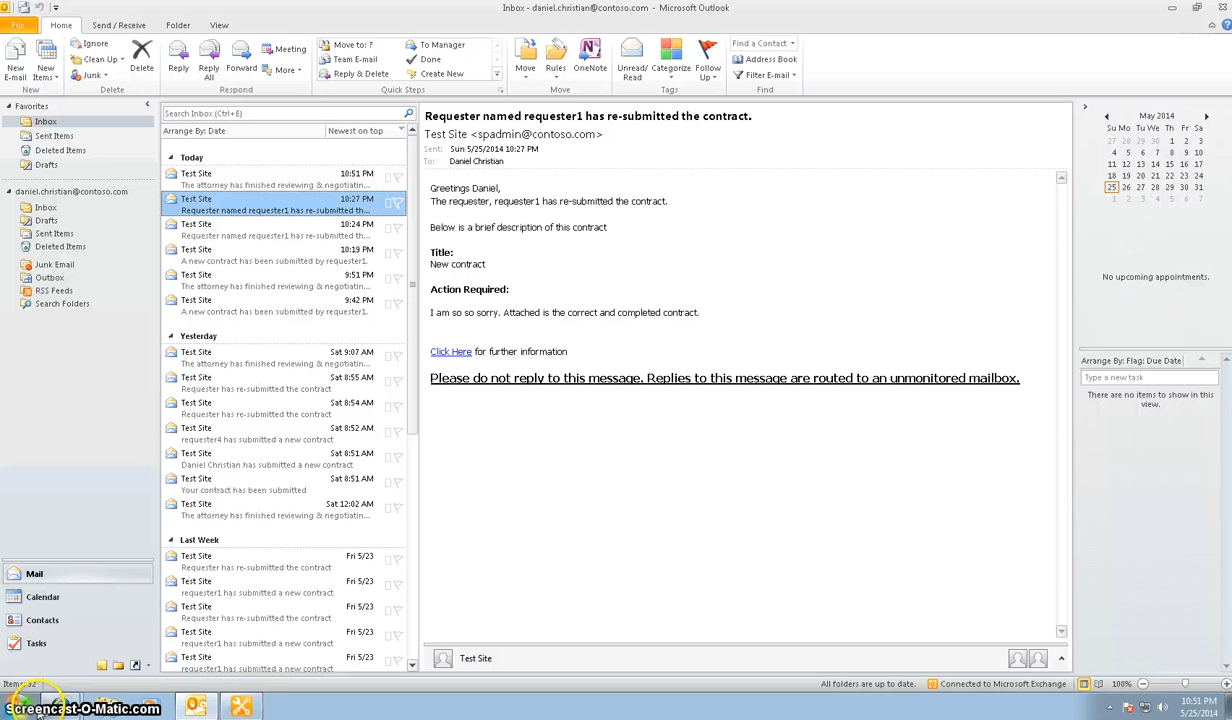 Inbox - daniel.christian@contoso.com - Microsoft Outlook
File Home Send / Receive Folder View
Ignore
Clean Up
Junk
Delete
New E-mail
New Items
Reply
Reply All
Forward
Meeting
More
Move to: ?
Team E-mail
Reply & Delete
To Manager
Done
Create New
Move
Rules
OneNote
Unread/ Read
Categorize
Follow Up
Find a Contact
Address Book
Filter E-mail
New Delete Respond Quick Steps Move Tags Find
Favorites
Inbox
Sent Items
Deleted Items
Drafts
daniel.christian@contoso.com
Inbox
Drafts
Sent Items
Deleted Items
Junk Email
Outbox
RSS Feeds
Search Folders
Mail
Calendar
Contacts
Tasks
Search Inbox (Ctrl+E)
Arrange By: Date Newest on top
Today
Test Site 10:51 PM
The attorney has finished reviewing & negotiatin...
Test Site 10:27 PM
Requester named requester1 has re-submitted th...
Test Site 10:24 PM
Requester named requester1 has re-submitted th...
Test Site 10:19 PM
A new contract has been submitted by requester1.
Test Site 9:51 PM
The attorney has finished reviewing & negotiatin...
Test Site 9:42 PM
A new contract has been submitted by requester1.
Yesterday
Test Site Sat 9:07 AM
The attorney has finished reviewing & negotiatin...
Test Site Sat 8:55 AM
Requester has re-submitted the contract
Test Site Sat 8:54 AM
Requester has re-submitted the contract
Test Site Sat 8:52 AM
requester4 has submitted a new contract
Test Site Sat 8:51 AM
Daniel Christian has submitted a new contract
Test Site Sat 8:51 AM
Your contract has been submitted
Test Site Sat 12:02 AM
The attorney has finished reviewing & negotiatin...
Last Week
Test Site Fri 5/23
Requester has re-submitted the contract
Test Site Fri 5/23
requester1 has submitted a new contract
Test Site Fri 5/23
Requester has re-submitted the contract
Test Site Fri 5/23
requester1 has submitted a new contract
Test Site Fri 5/23
requester1 has submitted a new contract
Requester named requester1 has re-submitted the contract.
Test Site <spadmin@contoso.com>
Sent: Sun 5/25/2014 10:27 PM
To: Daniel Christian
Greetings Daniel,
The requester, requester1 has re-submitted the contract.
Below is a brief description of this contract
Title:
New contract
Action Required:
I am so so sorry. Attached is the correct and completed contract.
Click Here for further information
Please do not reply to this message. Replies to this message are routed to an unmonitored mailbox.
Test Site
May 2014
Su Mo Tu We Th Fr Sa
27 28 29 30 1 2 3
4 5 6 7 8 9 10
11 12 13 14 15 16 17
18 19 20 21 22 23 24
25 26 27 28 29 30 31
1 2 3 4 5 6 7
No upcoming appointments.
Arrange By: Flag: Due Date
Type a new task
There are no items to show in this
view.
All folders are up to date. Connected to Microsoft Exchange 100%
Screencast-O-Matic.com
10:51 PM
5/25/2014